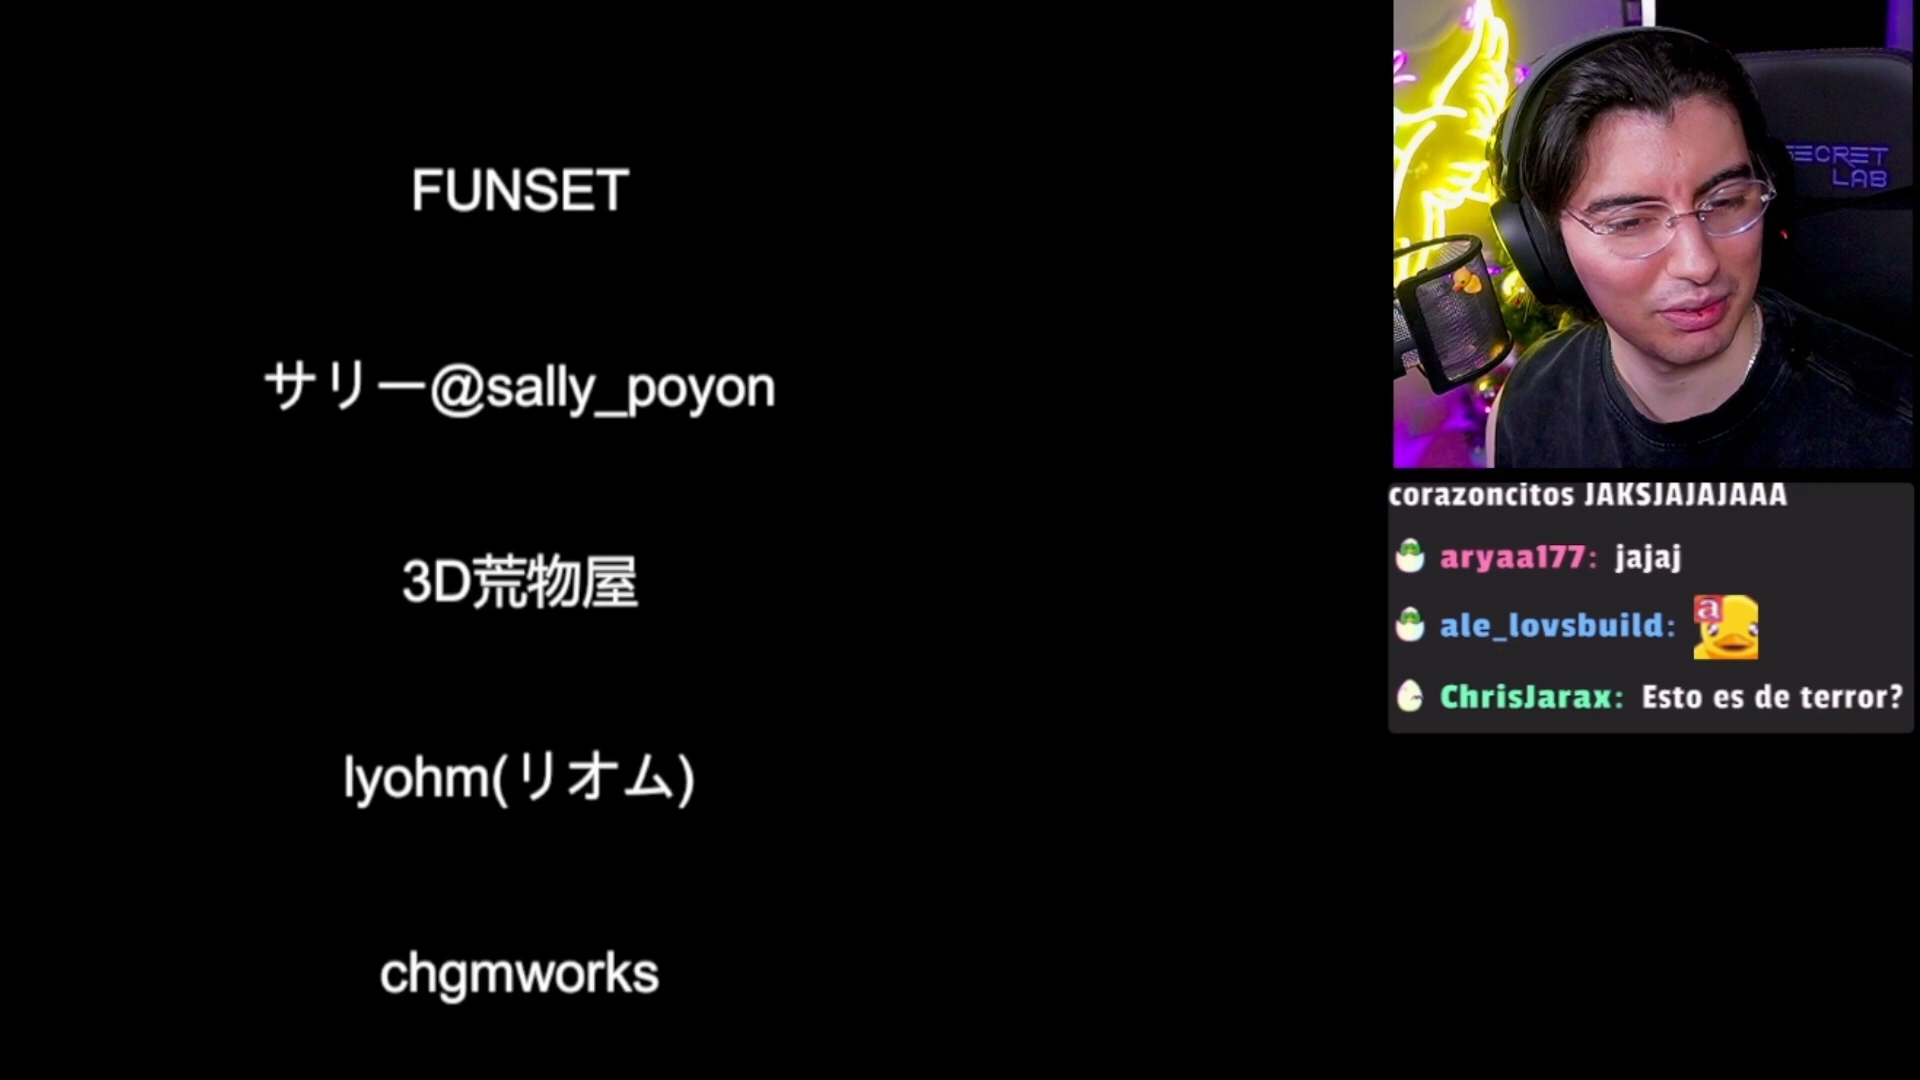 FUNSET
サリー@sally_poyon
3D荒物屋
lyohm(リオム)
chgmworks
SECRET
LAB
corazoncitos JAKSJAJAJAAA
aryaa177: jajaj
ale_lovsbuild: a
ChrisJarax: Esto es de terror?